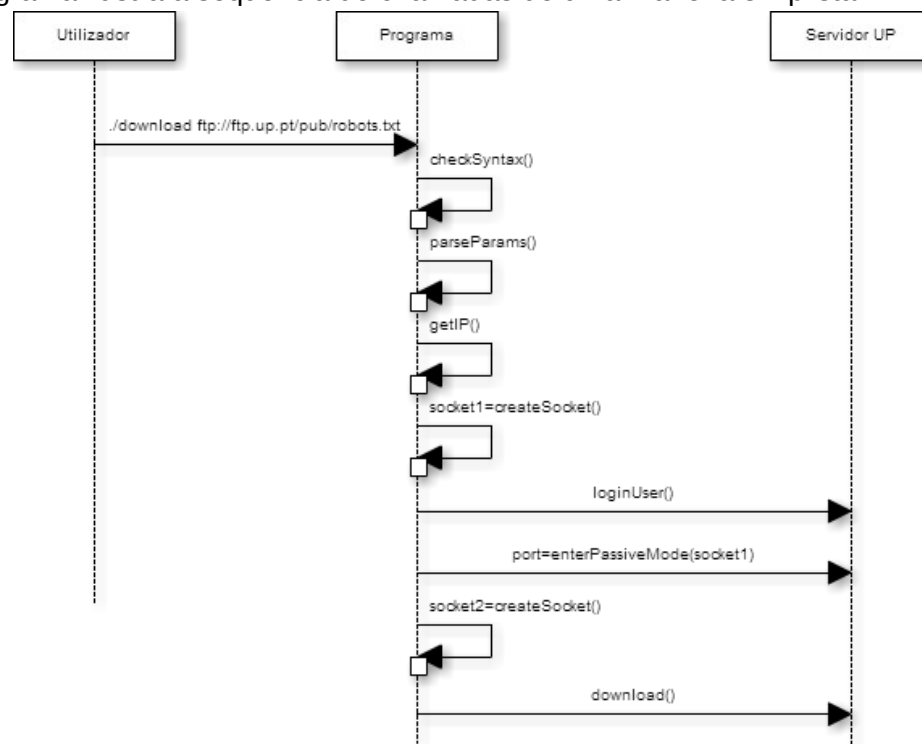 Utilizador
Programa
Servidor UP
./download ftp://ftp.up.pt/pub/robots.txt
checkSyntax()
parseParams()
getIP()
socket1=createSocket()
loginUser()
port=enterPassiveMode(socket1)
socket2=createSocket()
download()